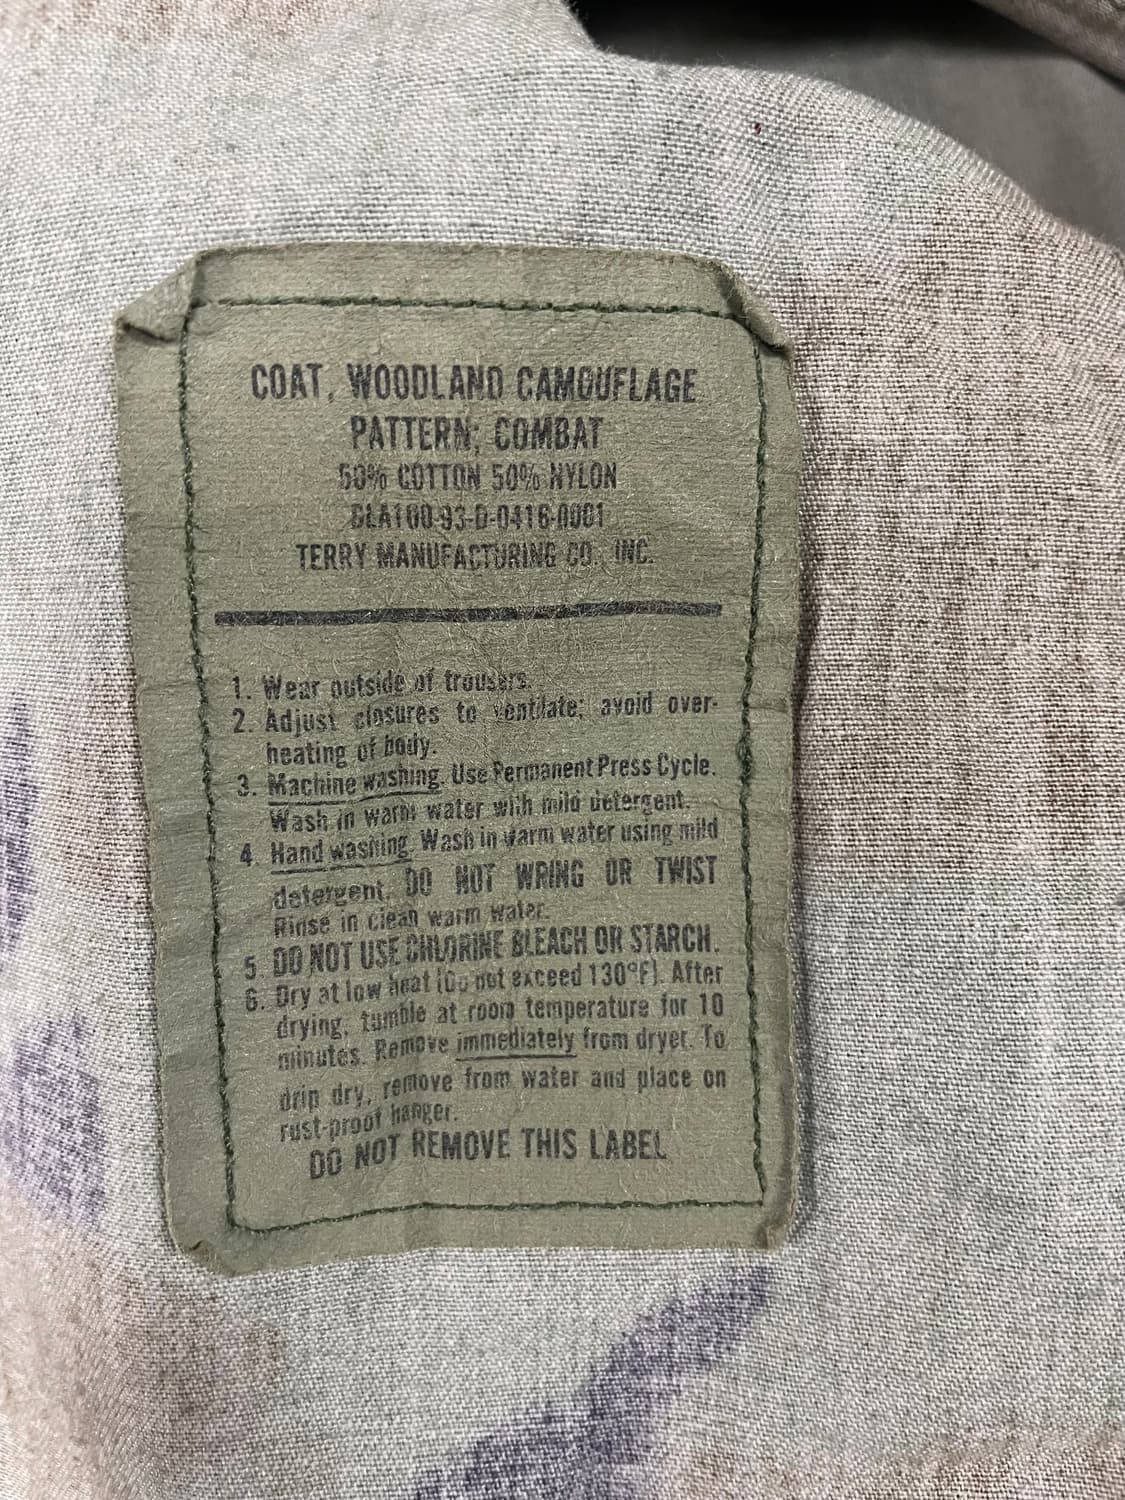 COAT, WOODLAND CAMOUFLAGE
PATTERN; COMBAT
50% COTTON 50% NYLON
DLA100-93-D-0416-0001
TERRY MANUFACTURING CO. INC.
1. Wear outside of trousers.
2. Adjust closures to ventilate; avoid over-
heating of body.
3. Machine washing. Use Permanent Press Cycle.
Wash in warm water with mild detergent.
4. Hand washing. Wash in warm water using mild
detergent. DO NOT WRING OR TWIST
Rinse in clean warm water.
5. DO NOT USE CHLORINE BLEACH OR STARCH.
6. Dry at low heat (Do not exceed 130°F). After
drying, tumble at room temperature for 10
minutes. Remove immediately from dryer. To
drip dry, remove from water and place on
rust-proof hanger.
DO NOT REMOVE THIS LABEL